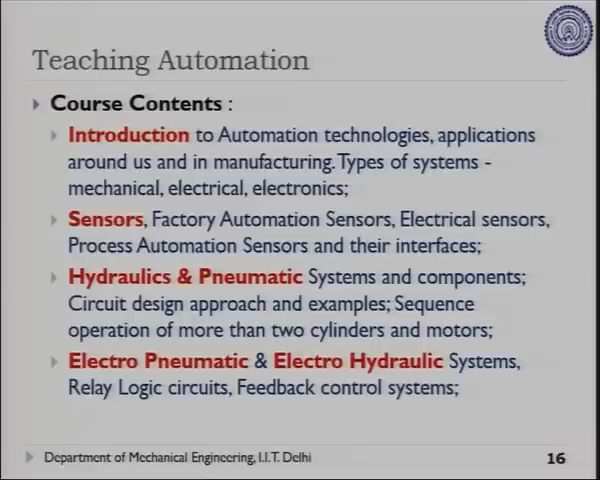 Teaching Automation
Course Contents :
Introduction to Automation technologies, applications
around us and in manufacturing. Types of systems -
mechanical, electrical, electronics;
Sensors, Factory Automation Sensors, Electrical sensors,
Process Automation Sensors and their interfaces;
Hydraulics & Pneumatic Systems and components;
Circuit design approach and examples; Sequence
operation of more than two cylinders and motors;
Electro Pneumatic & Electro Hydraulic Systems,
Relay Logic circuits, Feedback control systems;
Department of Mechanical Engineering, I.I.T. Delhi
16